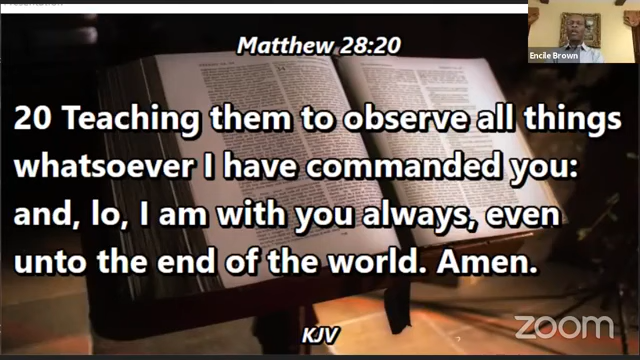 Matthew 28:20
Encile Brown
20 Teaching them to observe all things
whatsoever I have commanded you:
and, lo, I am with you always, even
unto the end of the world. Amen.
KJV
zoom